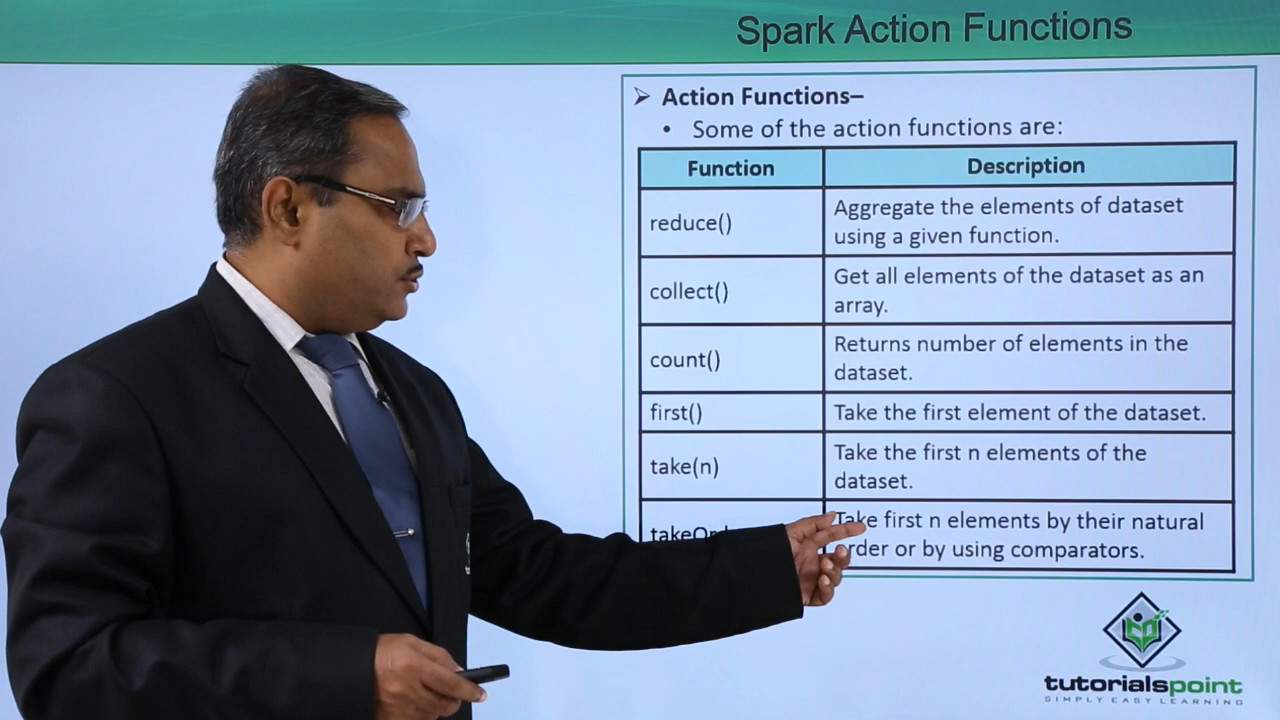 Spark Action Functions
➢ Action Functions–
• Some of the action functions are:
Function Description
reduce() Aggregate the elements of dataset
using a given function.
collect() Get all elements of the dataset as an
array.
count() Returns number of elements in the
dataset.
first() Take the first element of the dataset.
take(n) Take the first n elements of the
dataset.
Take first n elements by their natural
order or by using comparators.
tutorialspoint
SIMPLY EASY LEARNING